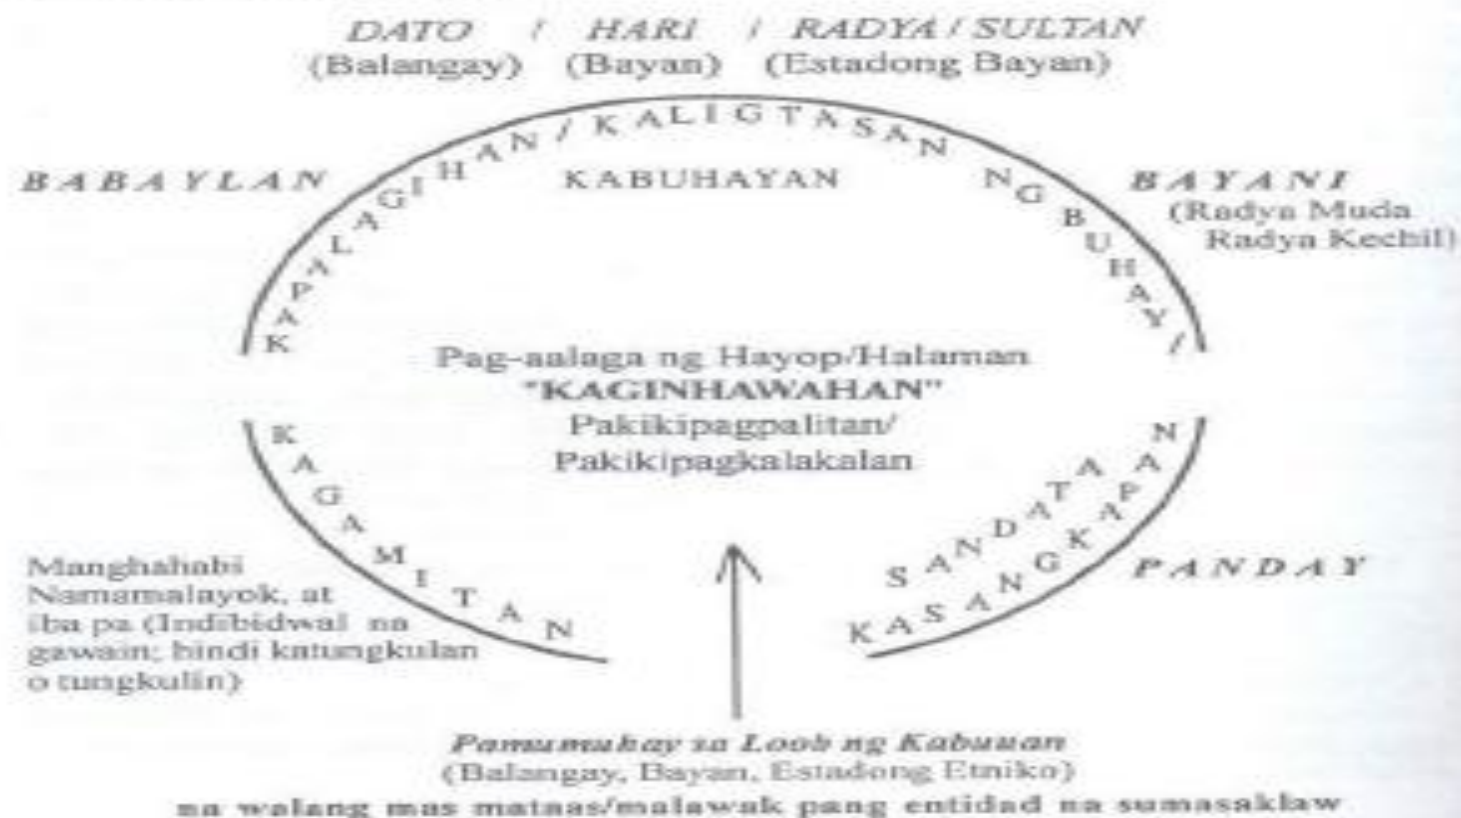 DATO / HARI / RADYA / SULTAN
(Balangay) (Bayan) (Estadong Bayan)
KAPALAGIHAN / KALIGTASAN NG BUHAY /
BABAYLAN
KABUHAYAN
BAYANI
(Radya Muda
Radya Kechil)
Pag-aalaga ng Hayop/Halaman
"KAGINHAWAHAN"
Pakikipagpalitan/
Pakikipagkalakalan
KAGAMITAN
SANDATA
KASANGKAPAN
Manghahabi
Namamalayok, at
iba pa (Indibidwal na
gawain; hindi katungkulan
o tungkulin)
PANDAY
Pamumuhay sa Loob ng Kabuuan
(Balangay, Bayan, Estadong Etniko)
na walang mas mataas/malawak pang entidad na sumasaklaw